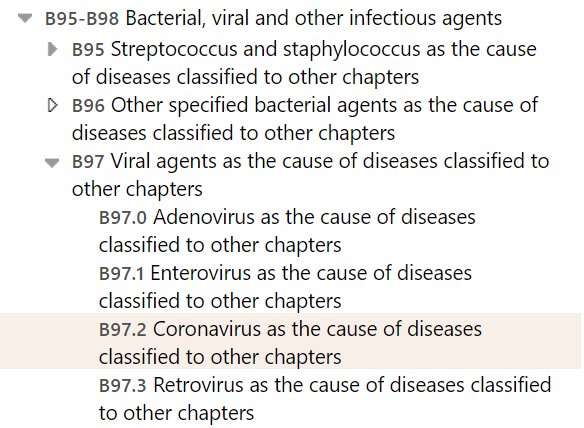 B95-B98 Bacterial, viral and other infectious agents
B95 Streptococcus and staphylococcus as the cause
of diseases classified to other chapters
B96 Other specified bacterial agents as the cause of
diseases classified to other chapters
B97 Viral agents as the cause of diseases classified to
other chapters
B97.0 Adenovirus as the cause of diseases
classified to other chapters
B97.1 Enterovirus as the cause of diseases
classified to other chapters
B97.2 Coronavirus as the cause of diseases
classified to other chapters
B97.3 Retrovirus as the cause of diseases classified
to other chapters